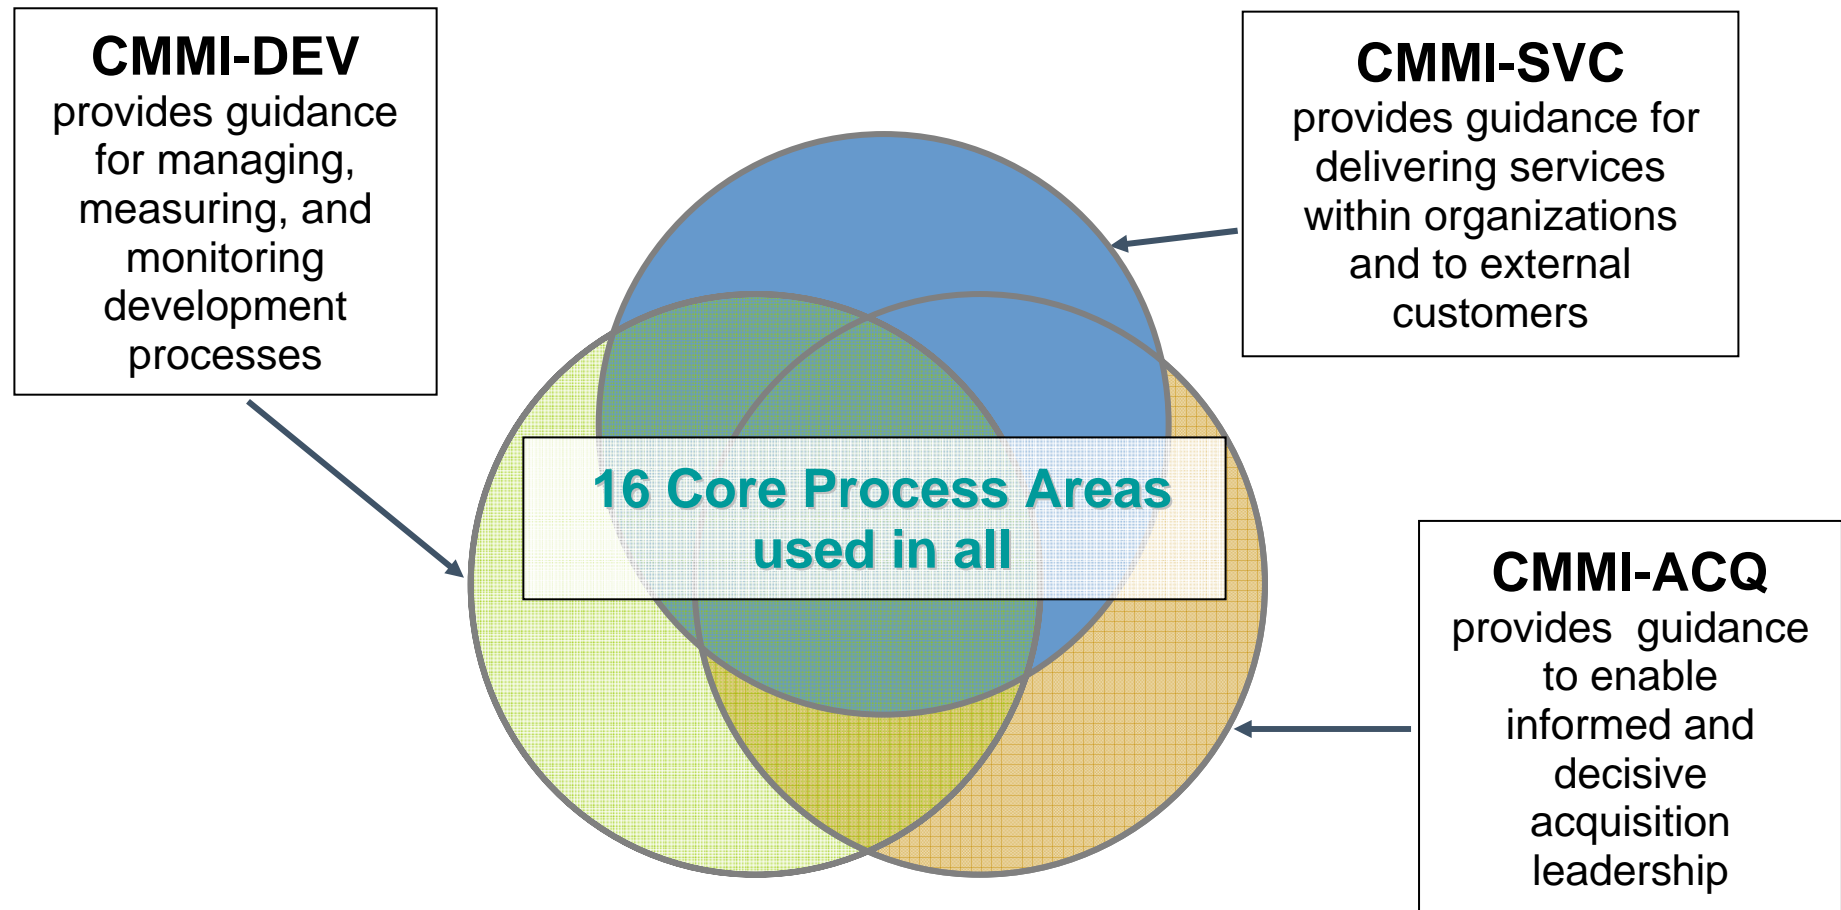 CMMI-DEV
provides guidance
for managing,
measuring, and
monitoring
development
processes
CMMI-SVC
provides guidance for
delivering services
within organizations
and to external
customers
16 Core Process Areas
used in all
CMMI-ACQ
provides guidance
to enable
informed and
decisive
acquisition
leadership